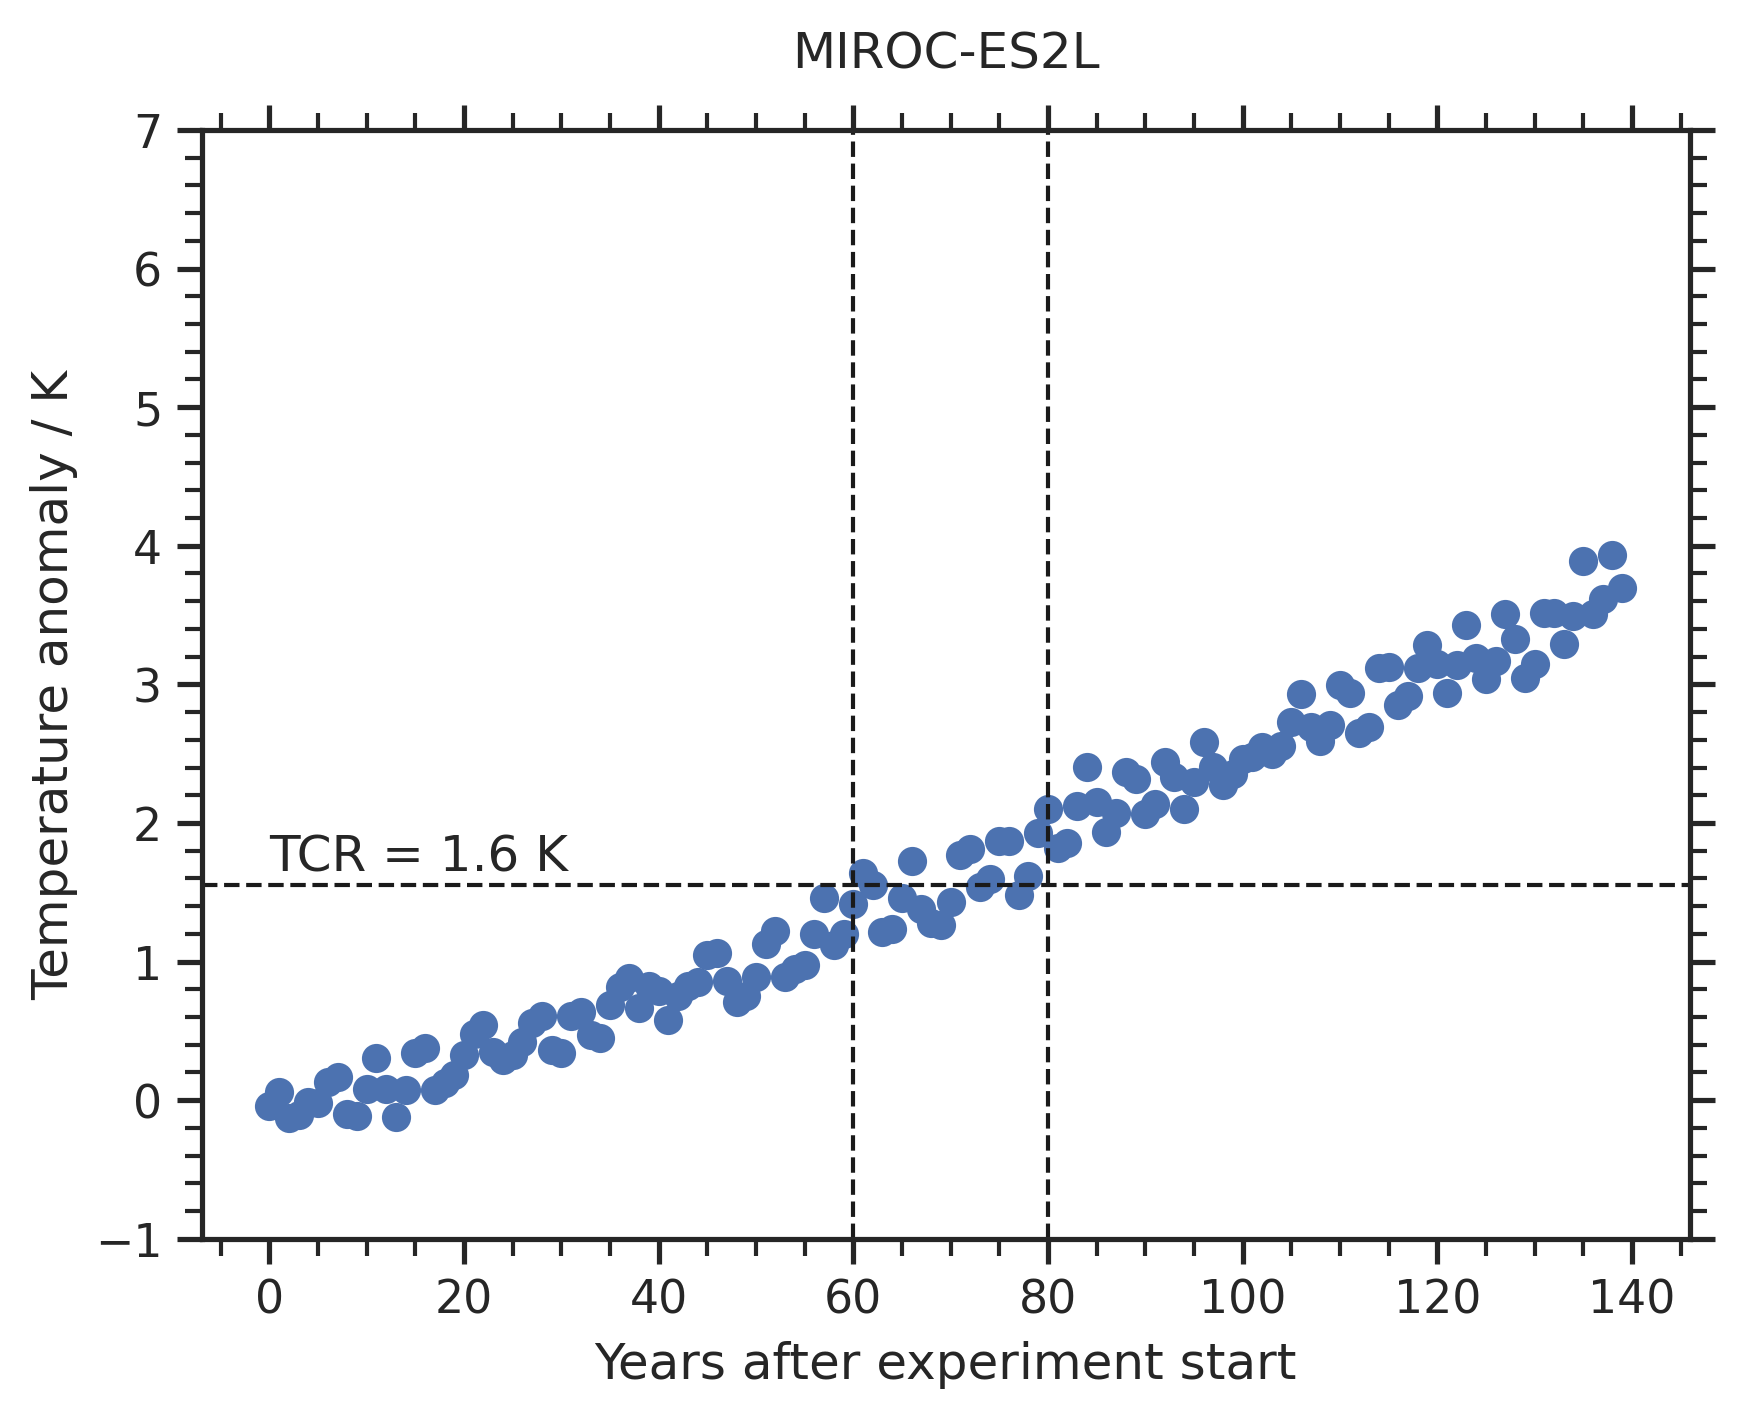 MIROC-ES2L
7
6
5
4
3
2
1
0
−1
Temperature anomaly / K
TCR = 1.6 K
0 20 40 60 80 100 120 140
Years after experiment start